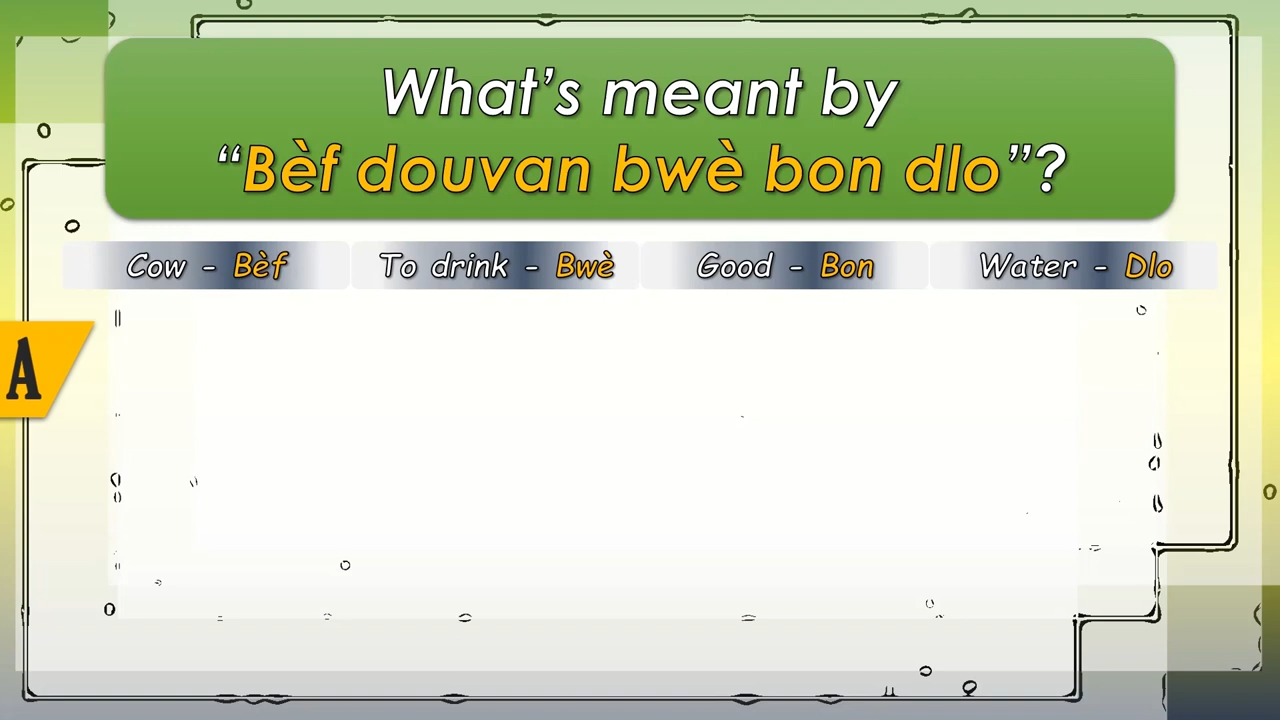 What's meant by
“Bèf douvan bwè bon dlo”?
Cow - Bèf
To drink - Bwè
Good - Bon
Water - Dlo
A